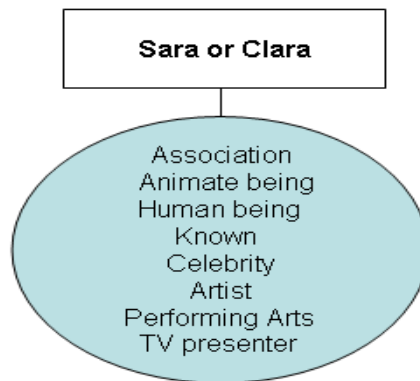 Sara or Clara
Association
Animate being
Human being
Known
Celebrity
Artist
Performing Arts
TV presenter